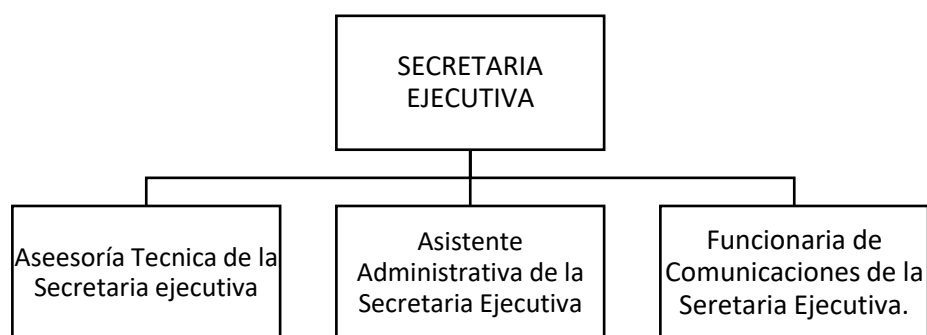 SECRETARIA
EJECUTIVA
Aseesoría Tecnica de la
Secretaria ejecutiva
Asistente
Administrativa de la
Secretaria Ejecutiva
Funcionaria de
Comunicaciones de la
Seretaria Ejecutiva.